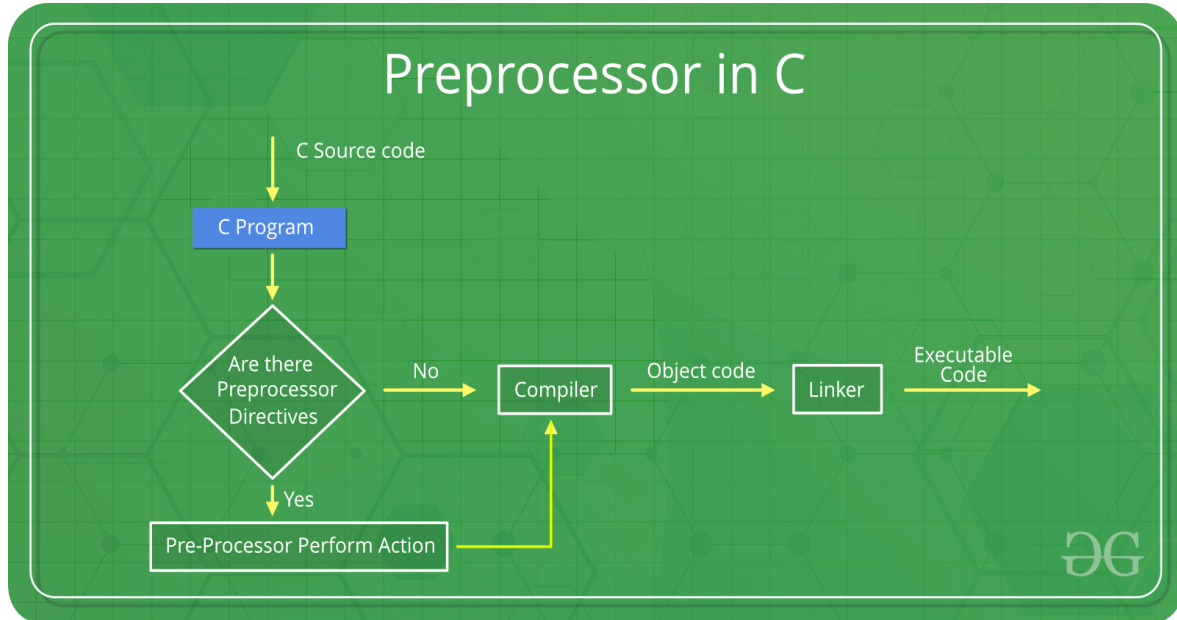 Preprocessor in C
C Source code
C Program
Are there
Preprocessor
Directives
No
Compiler
Object code
Linker
Executable
Code
Yes
Pre-Processor Perform Action